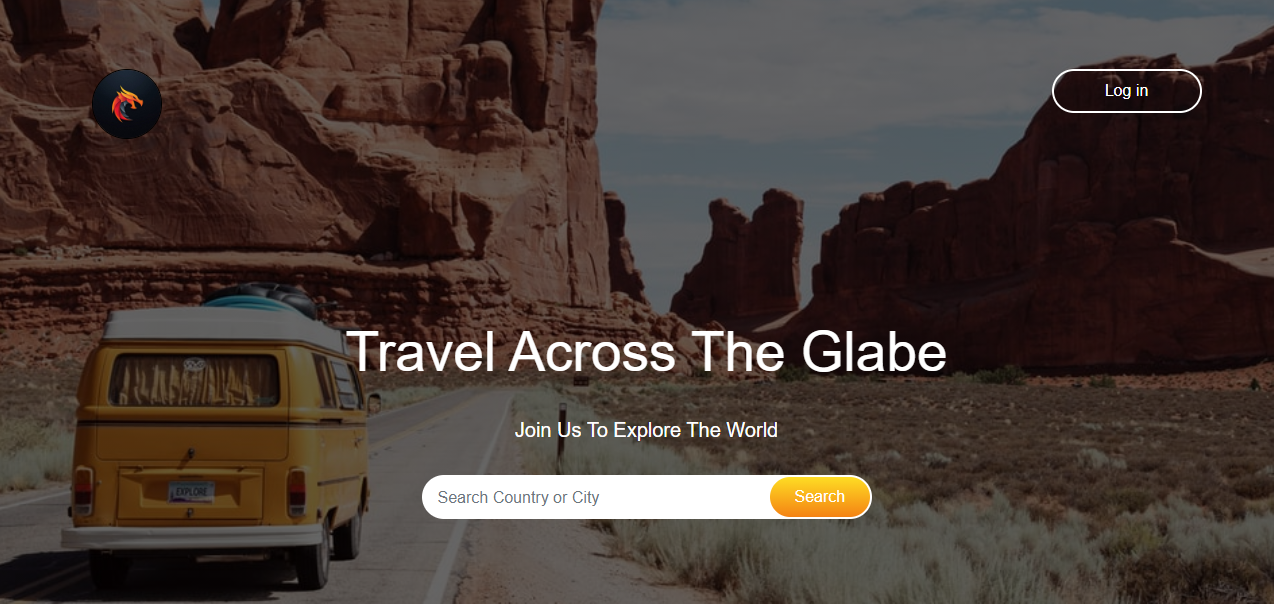 Log in
Travel Across The Glabe
Join Us To Explore The World
Search Country or City
Search
EXPLORE